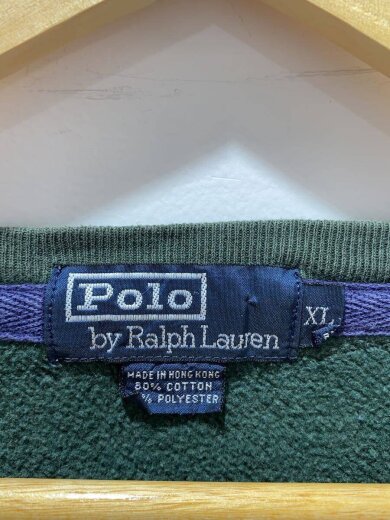 Polo
by Ralph Lauren
XL
MADE IN HONG KONG
80% COTTON
% POLYESTER